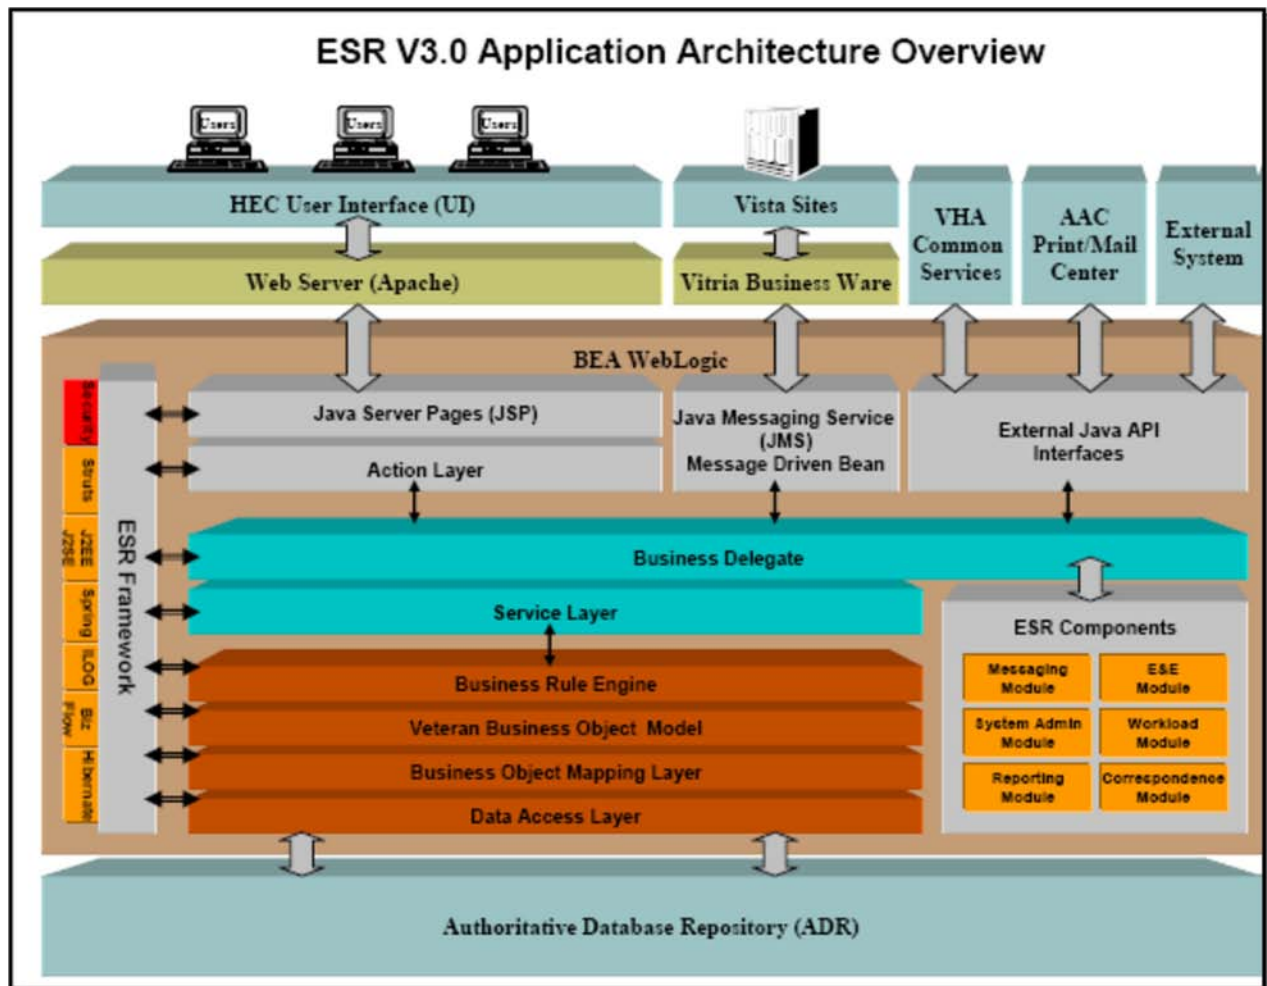 ESR V3.0 Application Architecture Overview
Users
Users
Users
HEC User Interface (UI)
Vista Sites
VHA
Common
Services
AAC
Print/Mail
Center
External
System
Web Server (Apache)
Vitria Business Ware
BEA WebLogic
Security
Struts
J2EE
J2SE
Spring
ILOG
Biz
Flow
Hibernate
ESR Framework
Java Server Pages (JSP)
Action Layer
Java Messaging Service
(JMS)
Message Driven Bean
External Java API
Interfaces
Business Delegate
Service Layer
Business Rule Engine
Veteran Business Object Model
Business Object Mapping Layer
Data Access Layer
ESR Components
Messaging
Module
E&E
Module
System Admin
Module
Workload
Module
Reporting
Module
Correspondence
Module
Authoritative Database Repository (ADR)